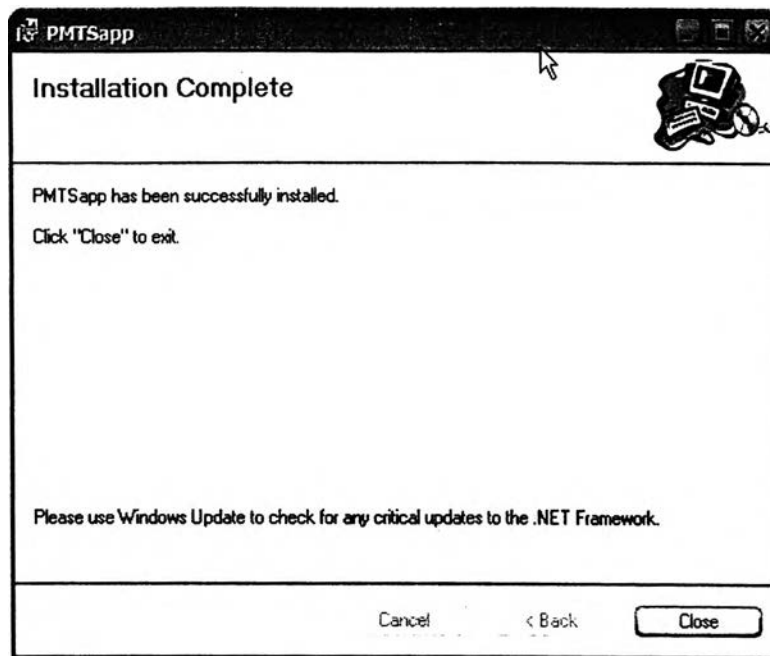 PMTSapp
Installation Complete
PMTSapp has been successfully installed.
Click "Close" to exit.
Please use Windows Update to check for any critical updates to the .NET Framework.
Cancel < Back Close